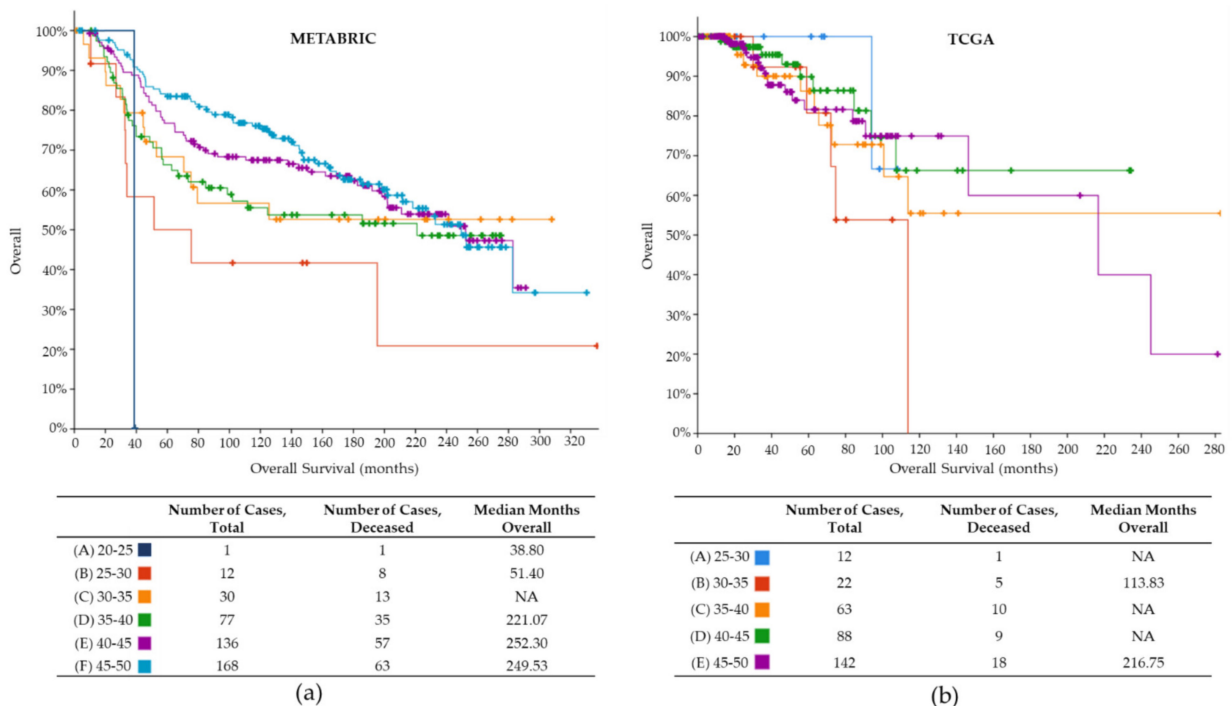 METABRIC
100%
90%
80%
70%
60%
50%
40%
30%
20%
10%
0%
Overall
0 20 40 60 80 100 120 140 160 180 200 220 240 260 280 300 320
Overall Survival (months)
Number of Cases, Total Number of Cases, Deceased Median Months Overall
(A) 20-25 1 1 38.80
(B) 25-30 12 8 51.40
(C) 30-35 30 13 NA
(D) 35-40 77 35 221.07
(E) 40-45 136 57 252.30
(F) 45-50 168 63 249.53
(a)
TCGA
100%
90%
80%
70%
60%
50%
40%
30%
20%
10%
0%
Overall
0 20 40 60 80 100 120 140 160 180 200 220 240 260 280
Overall Survival (months)
Number of Cases, Total Number of Cases, Deceased Median Months Overall
(A) 25-30 12 1 NA
(B) 30-35 22 5 113.83
(C) 35-40 63 10 NA
(D) 40-45 88 9 NA
(E) 45-50 142 18 216.75
(b)